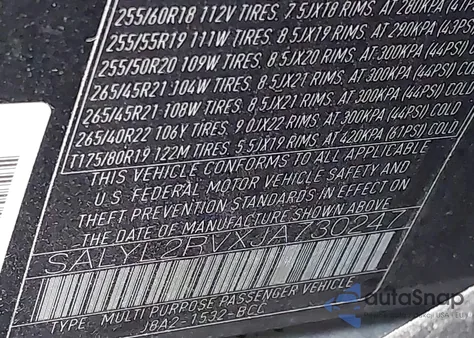 255/60R18 112V TIRES. 7.5JX18 RIMS. AT 280KPA
255/55R19 111W TIRES. 8.5JX19 RIMS. AT 290KPA (43PSI)
255/50R20 109W TIRES. 8.5JX20 RIMS. AT 300KPA (44PSI)
265/45R21 104W TIRES. 8.5JX21 RIMS. AT 300KPA (44PSI) COLD
265/45R21 108W TIRES. 8.5JX21 RIMS. AT 300KPA (44PSI) COLD
265/40R22 106Y TIRES. 9.0JX22 RIMS. AT 300KPA (44PSI) COLD
T175/80R19 122M TIRES. 5.5JX19 RIMS. AT 420KPA (61PSI) COLD
THIS VEHICLE CONFORMS TO ALL APPLICABLE
U.S. FEDERAL MOTOR VEHICLE SAFETY AND
THEFT PREVENTION STANDARDS IN EFFECT ON
THE DATE OF MANUFACTURE SHOWN ABOVE
SALYL2RVXJA730247
TYPE: MULTI PURPOSE PASSENGER VEHICLE
J8A2-1532-BCC
autoSnap